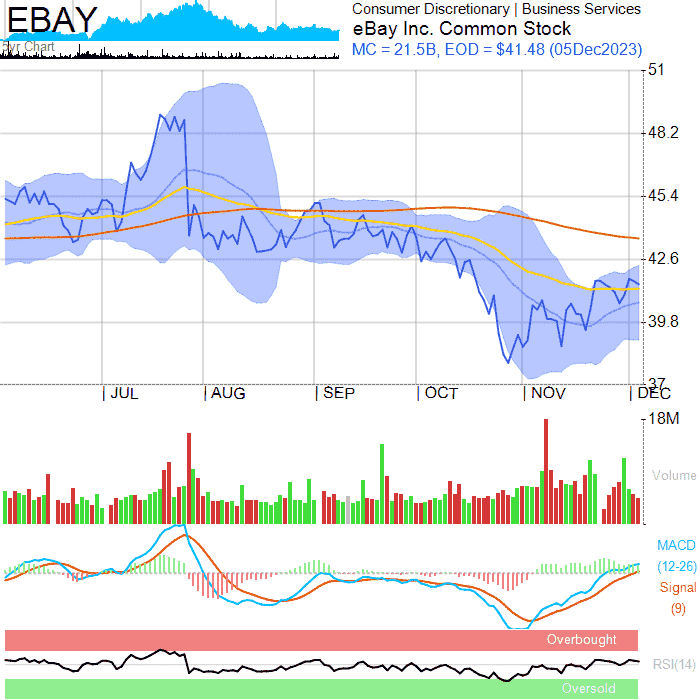 EBAY
5yr Chart
Consumer Discretionary | Business Services
eBay Inc. Common Stock
MC = 21.5B, EOD = $41.48 (05Dec2023)
51
48.2
45.4
42.6
39.8
37
JUL
AUG
SEP
OCT
NOV
DEC
18M
Volume
MACD
(12-26)
Signal
(9)
Overbought
RSI(14)
Oversold